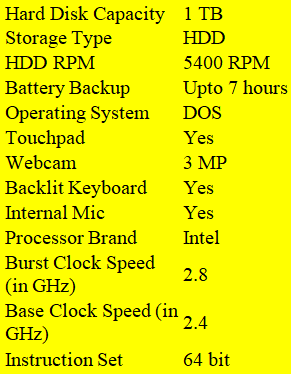 Hard Disk Capacity 1 TB
Storage Type HDD
HDD RPM 5400 RPM
Battery Backup Upto 7 hours
Operating System DOS
Touchpad Yes
Webcam 3 MP
Backlit Keyboard Yes
Internal Mic Yes
Processor Brand Intel
Burst Clock Speed
(in GHz) 2.8
Base Clock Speed (in
GHz) 2.4
Instruction Set 64 bit